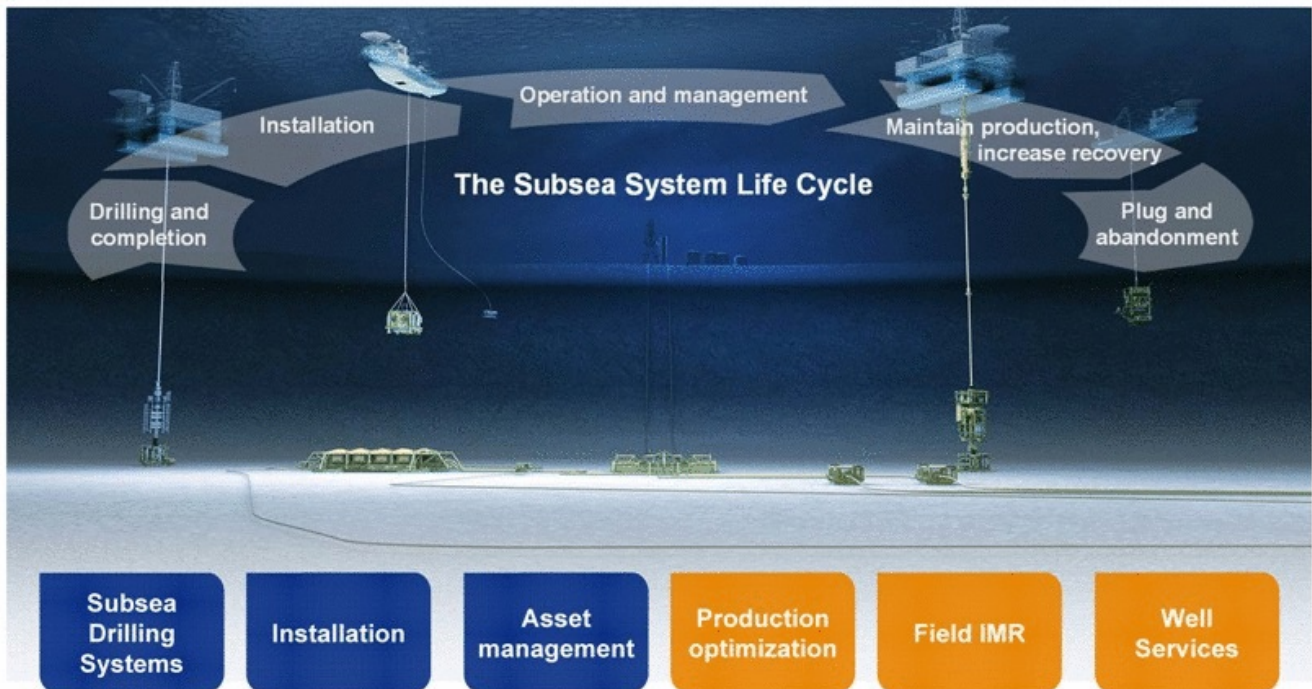 Installation
Operation and management
Maintain production,
increase recovery
The Subsea System Life Cycle
Drilling and
completion
Plug and
abandonment
Subsea
Drilling
Systems
Installation
Asset
management
Production
optimization
Field IMR
Well
Services